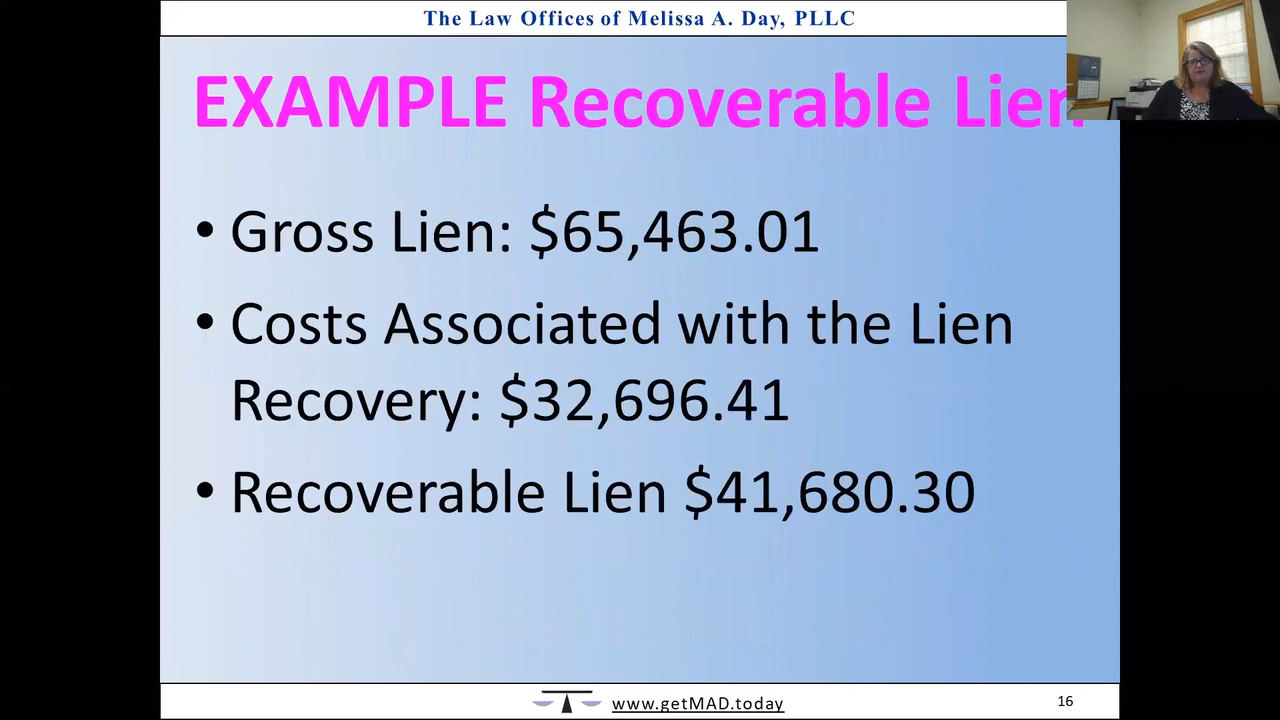 The Law Offices of Melissa A. Day, PLLC
EXAMPLE Recoverable Lien
• Gross Lien: $65,463.01
• Costs Associated with the Lien
Recovery: $32,696.41
• Recoverable Lien $41,680.30
www.getMAD.today
16